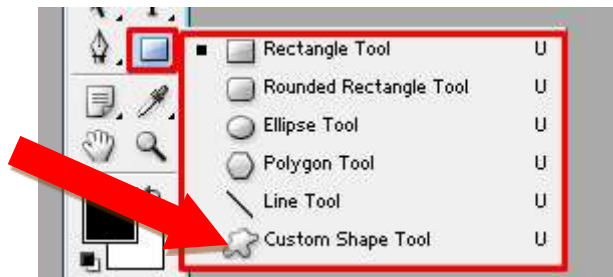 Rectangle Tool U
Rounded Rectangle Tool U
Ellipse Tool U
Polygon Tool U
Line Tool U
Custom Shape Tool U